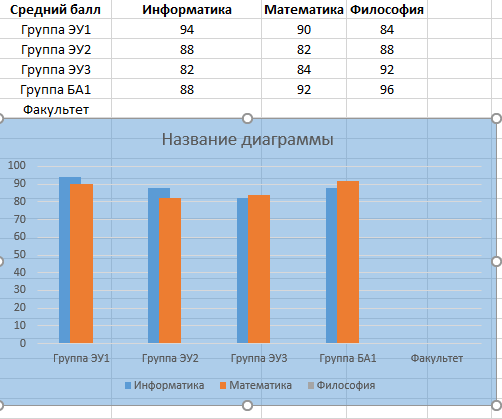 Средний балл Информатика Математика Философия
Группа ЭУ1 94 90 84
Группа ЭУ2 88 82 88
Группа ЭУ3 82 84 92
Группа БА1 88 92 96
Факультет
Название диаграммы
100
90
80
70
60
50
40
30
20
10
0
Группа ЭУ1 Группа ЭУ2 Группа ЭУ3 Группа БА1 Факультет
Информатика Математика Философия